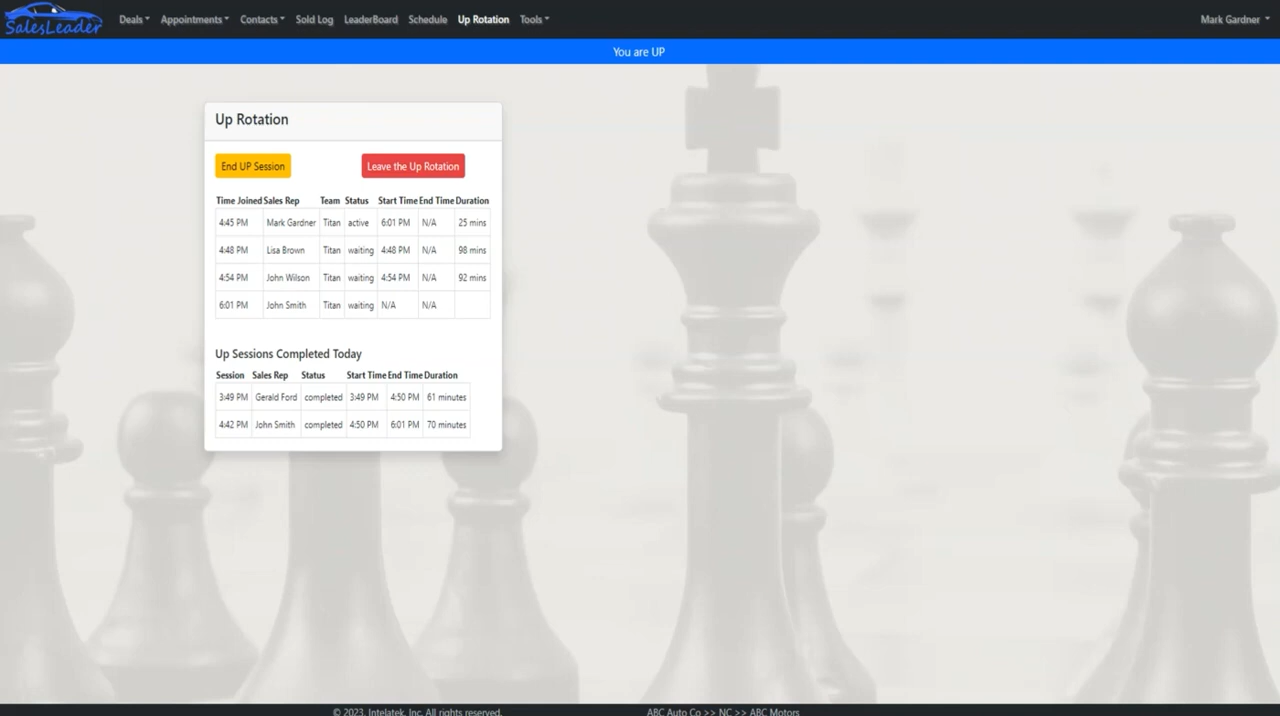 SalesLeader Deals Appointments Contacts Sold Log LeaderBoard Schedule Up Rotation Tools Mark Gardner
You are UP
Up Rotation
End UP Session Leave the Up Rotation
Time Joined Sales Rep Team Status Start Time End Time Duration
4:45 PM Mark Gardner Titan active 6:01 PM N/A 25 mins
4:48 PM Lisa Brown Titan waiting 4:48 PM N/A 98 mins
4:54 PM John Wilson Titan waiting 4:54 PM N/A 92 mins
6:01 PM John Smith Titan waiting N/A N/A
Up Sessions Completed Today
Session Sales Rep Status Start Time End Time Duration
3:49 PM Gerald Ford completed 3:49 PM 4:50 PM 61 minutes
4:42 PM John Smith completed 4:50 PM 6:01 PM 70 minutes
© 2023, Intelatek, Inc. All rights reserved. ABC Auto Co >> NC >> ABC Motors